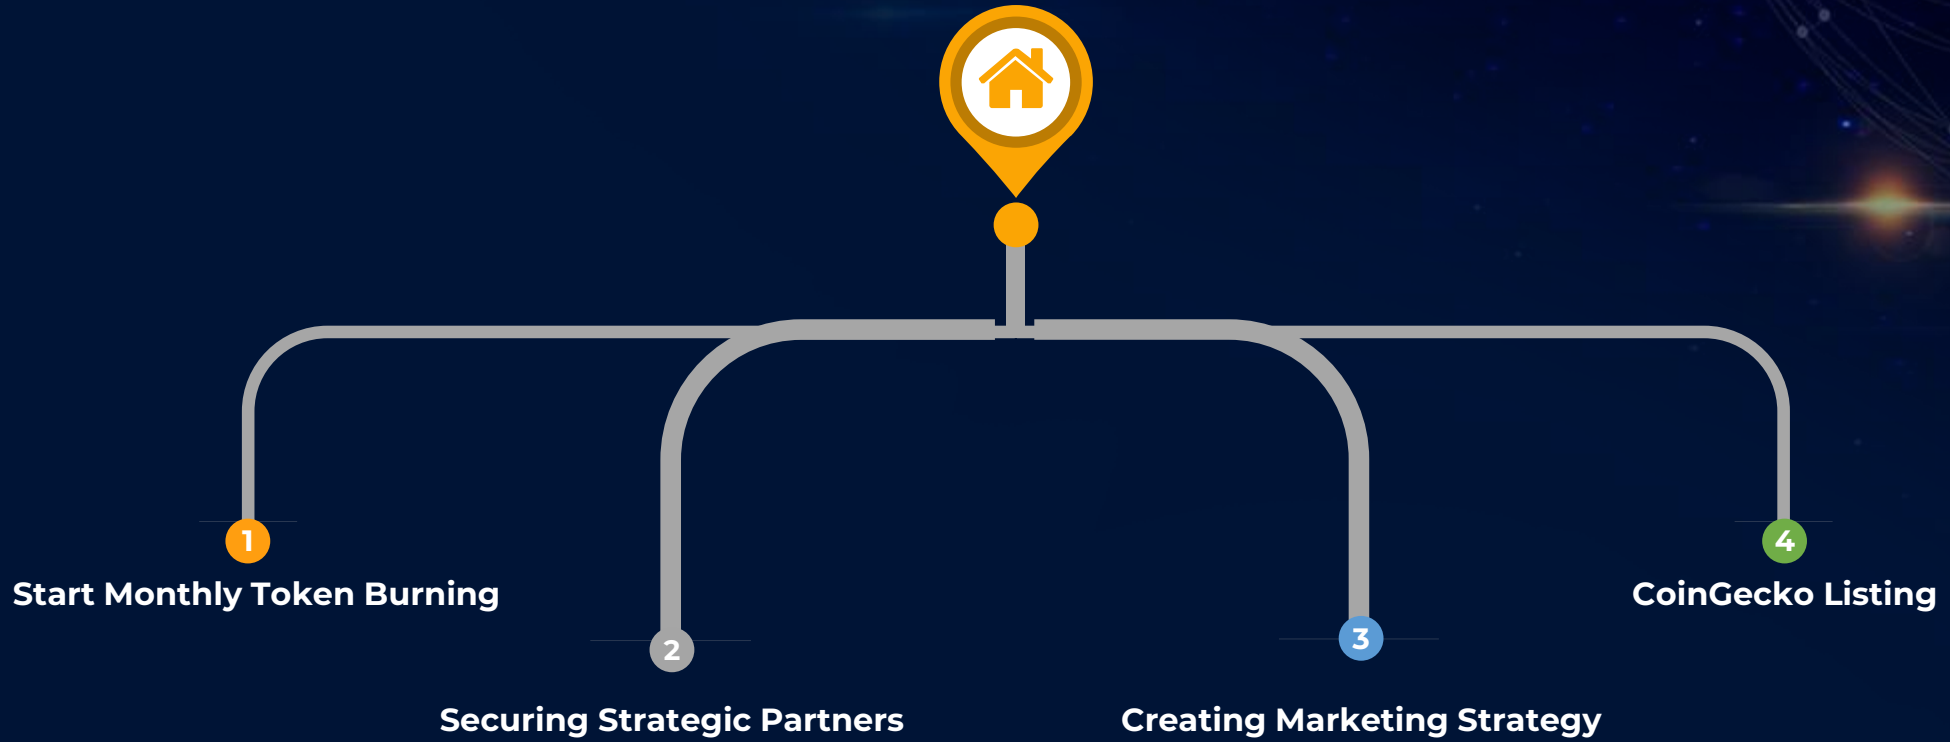 1
Start Monthly Token Burning
2
Securing Strategic Partners
3
Creating Marketing Strategy
4
CoinGecko Listing